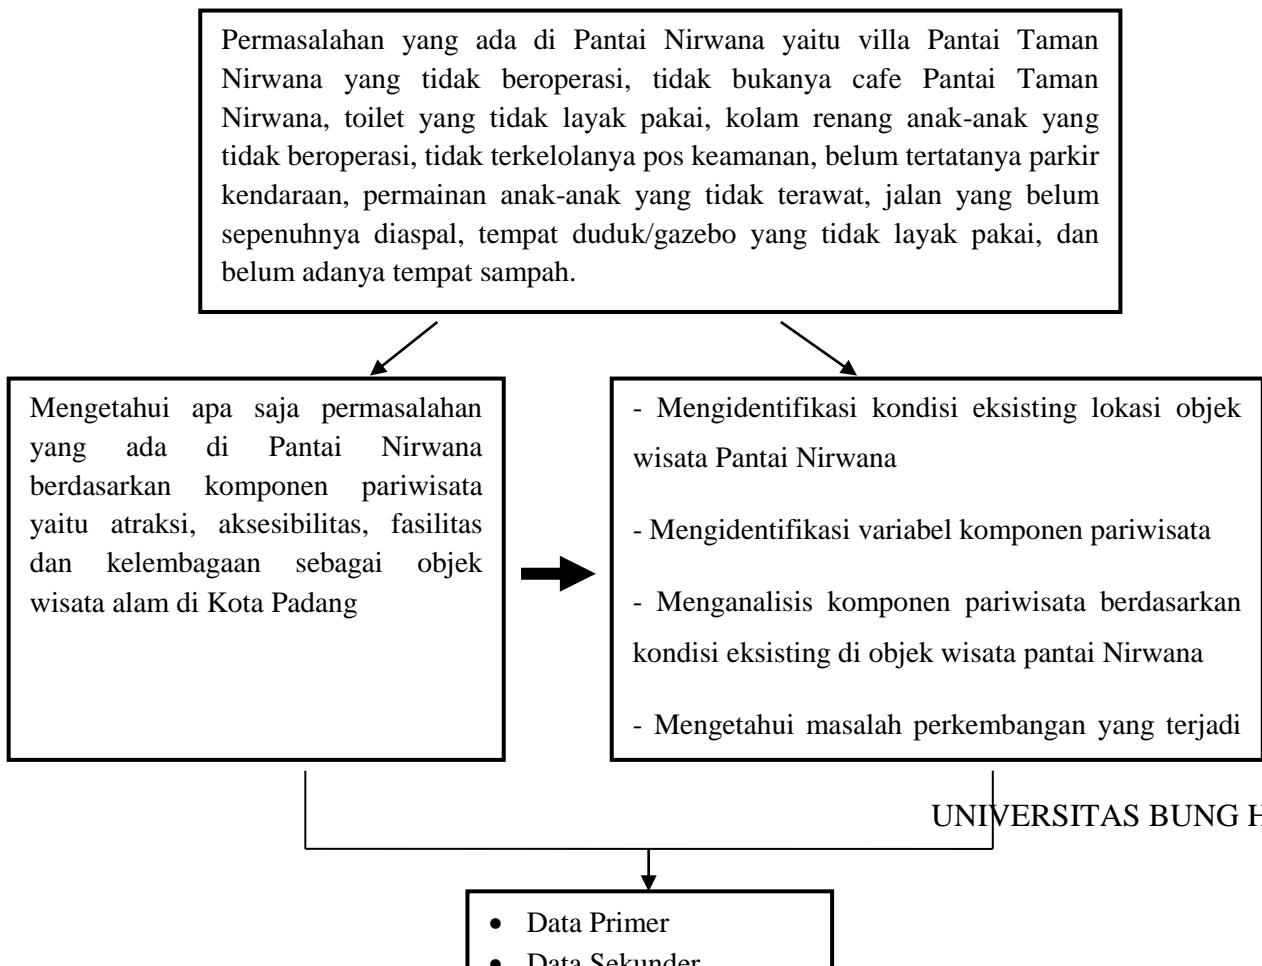 Permasalahan yang ada di Pantai Nirwana yaitu villa Pantai Taman
Nirwana yang tidak beroperasi, tidak bukanya cafe Pantai Taman
Nirwana, toilet yang tidak layak pakai, kolam renang anak-anak yang
tidak beroperasi, tidak terkelolanya pos keamanan, belum tertatanya parkir
kendaraan, permainan anak-anak yang tidak terawat, jalan yang belum
sepenuhnya diaspal, tempat duduk/gazebo yang tidak layak pakai, dan
belum adanya tempat sampah.
Mengetahui apa saja permasalahan
yang ada di Pantai Nirwana
berdasarkan komponen pariwisata
yaitu atraksi, aksesibilitas, fasilitas
dan kelembagaan sebagai objek
wisata alam di Kota Padang
- Mengidentifikasi kondisi eksisting lokasi objek
wisata Pantai Nirwana
- Mengidentifikasi variabel komponen pariwisata
- Menganalisis komponen pariwisata berdasarkan
kondisi eksisting di objek wisata pantai Nirwana
- Mengetahui masalah perkembangan yang terjadi
UNIVERSITAS BUNG H
• Data Primer
• Data Sekunder